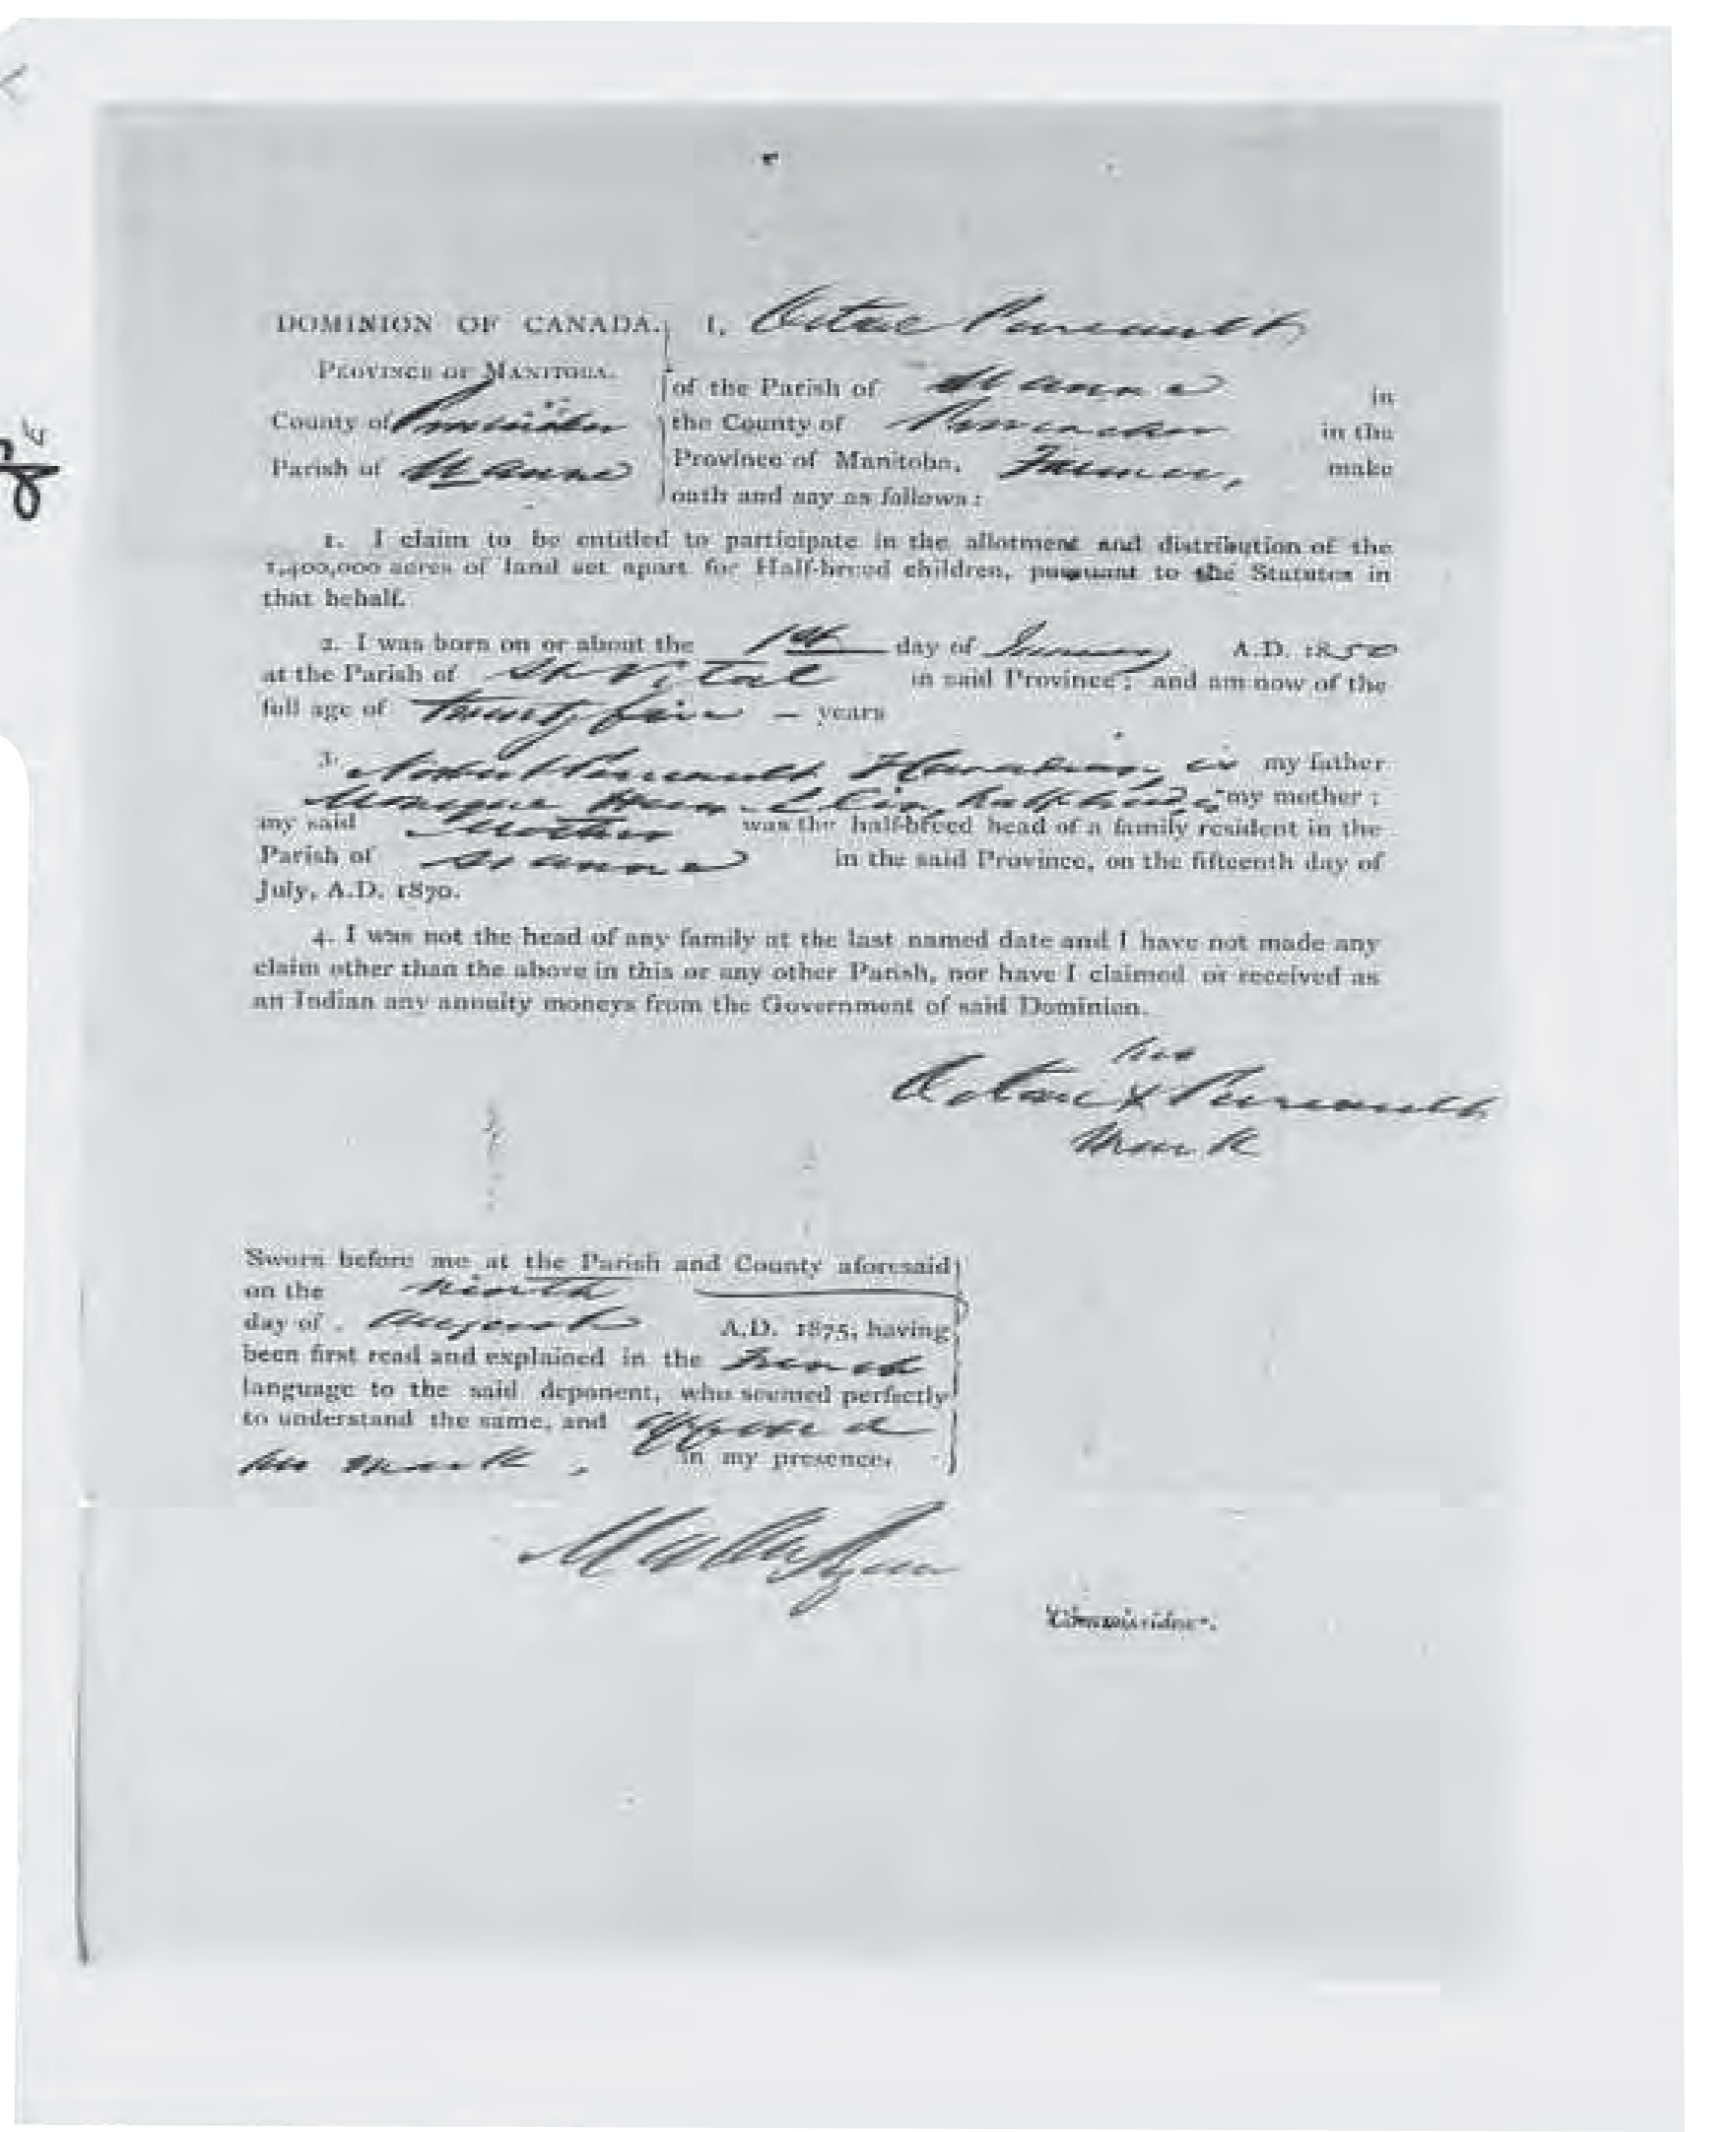 DOMINION OF CANADA. I, Octave Perreault,
PROVINCE OF MANITOBA.
County of Provencher
Parish of St Anne
of the Parish of St Anne in
the County of Provencher in the
Province of Manitoba, Farmer, make
oath and say as follows:
1. I claim to be entitled to participate in the allotment and distribution of the
1,400,000 acres of land set apart for Half-breed children, pursuant to the Statutes in
that behalf.
2. I was born on or about the 1st day of A.D. 1850
at the Parish of St Vital in said Province; and am now of the
full age of twenty five – years
3. Perreault Canadian, is my father
Monique halfbreed is my mother;
my said Mother was the half-breed head of a family resident in the
Parish of St Anne in the said Province, on the fifteenth day of
July, A.D. 1870.
4. I was not the head of any family at the last named date and I have not made any
claim other than the above in this or any other Parish, nor have I claimed or received as
an Indian any annuity moneys from the Government of said Dominion.
his
Octave X Perreault
mark
Sworn before me at the Parish and County aforesaid
on the ninth
day of August A.D. 1875, having
been first read and explained in the french
language to the said deponent, who seemed perfectly
to understand the same, and affixed
his mark, in my presence.
Commissioner.